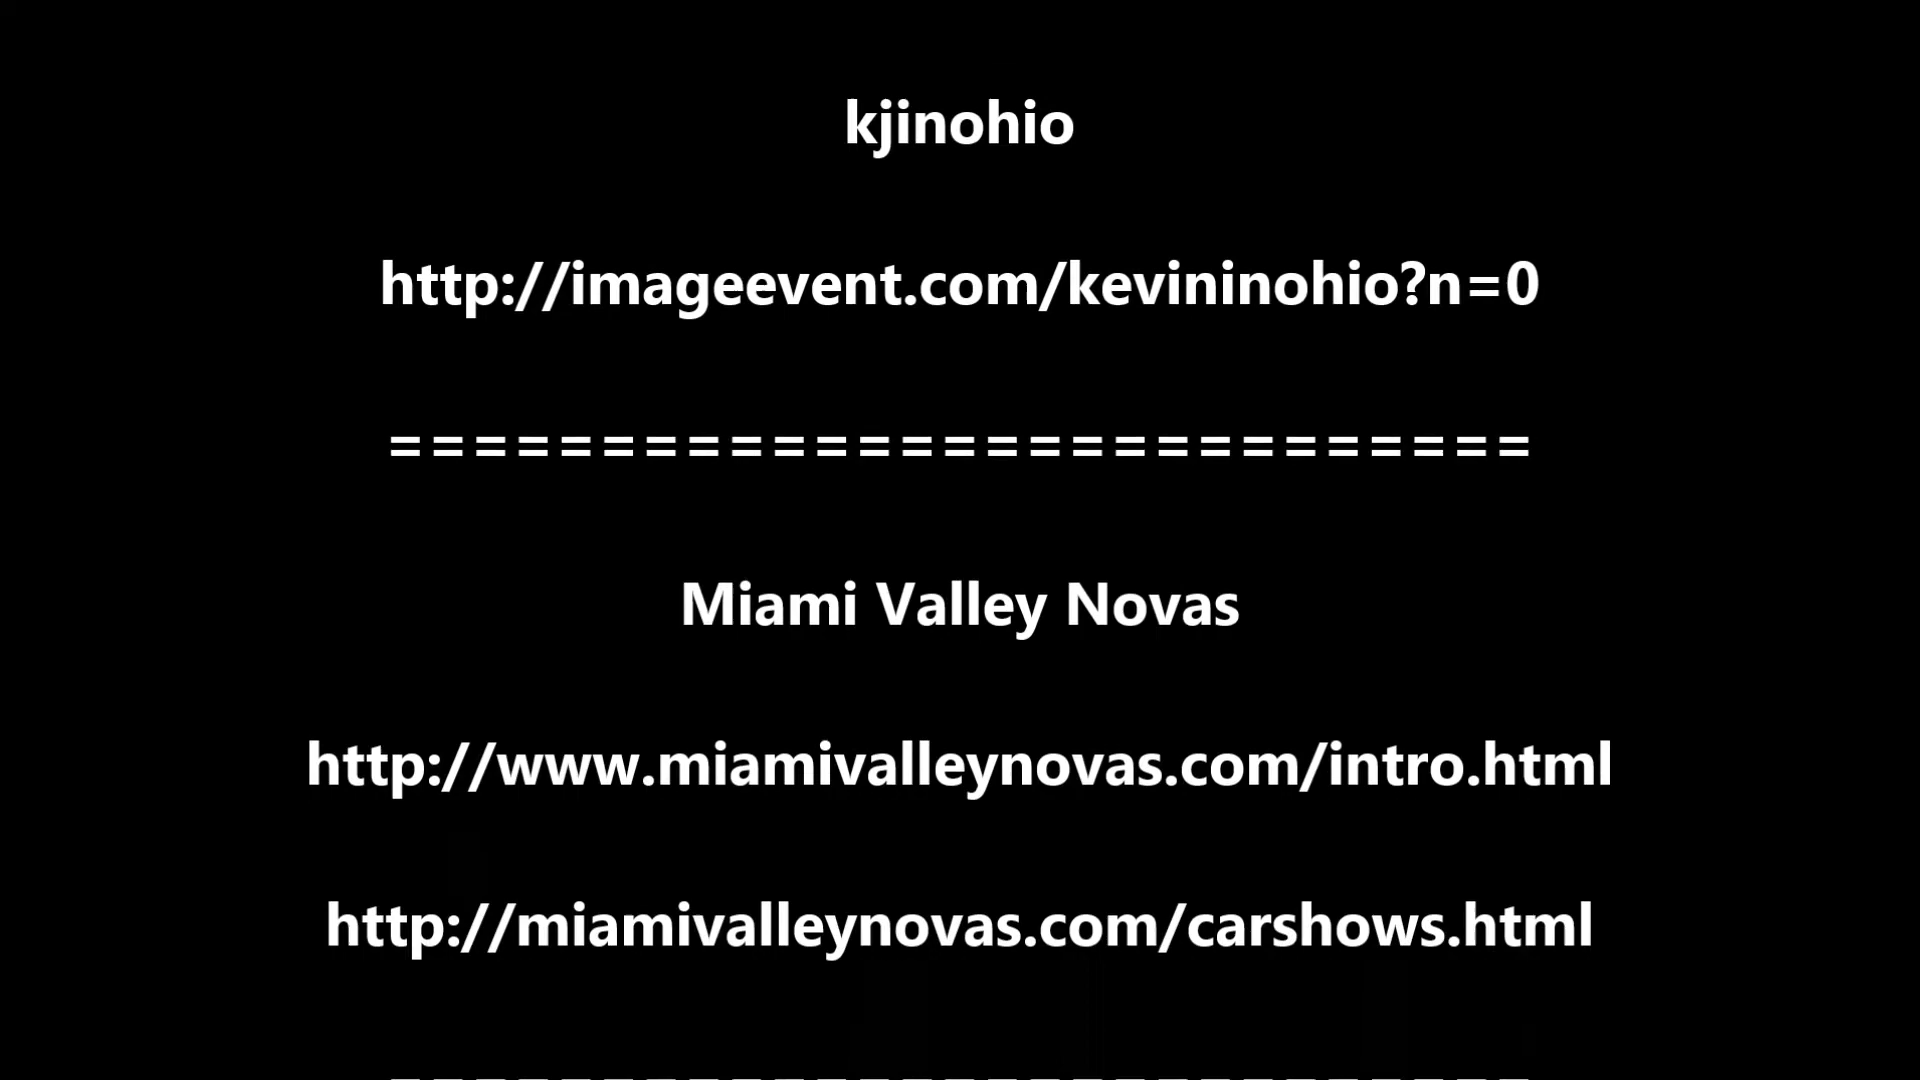 kjinohio
http://imageevent.com/kevininohio?n=0
===========================
Miami Valley Novas
http://www.miamivalleynovas.com/intro.html
http://miamivalleynovas.com/carshows.html